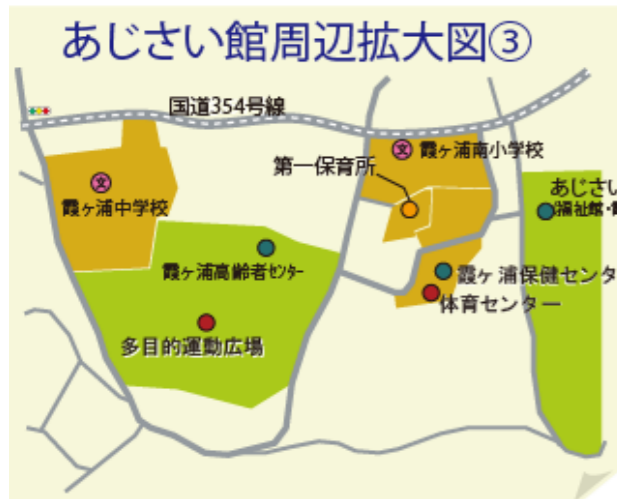 あじさい館周辺拡大図③
国道354号線
文
霞ヶ浦南小学校
第一保育所
文
霞ヶ浦中学校
あじさい
(福祉館・
霞ヶ浦高齢者センター
霞ヶ浦保健センタ
体育センター
多目的運動広場